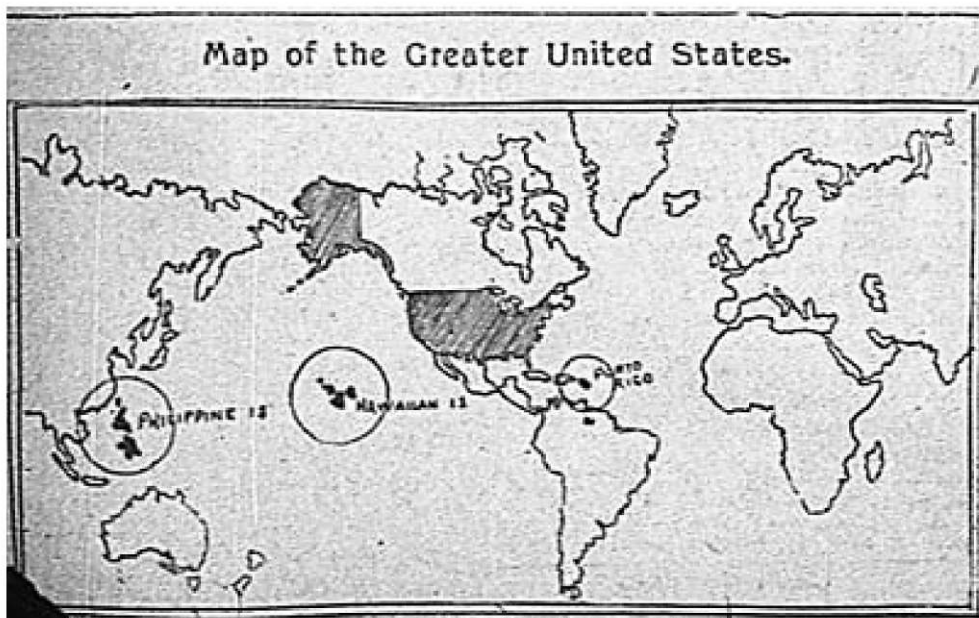 Map of the Greater United States.
PORTO
RICO
HAWAIIAN IS
PHILIPPINE IS